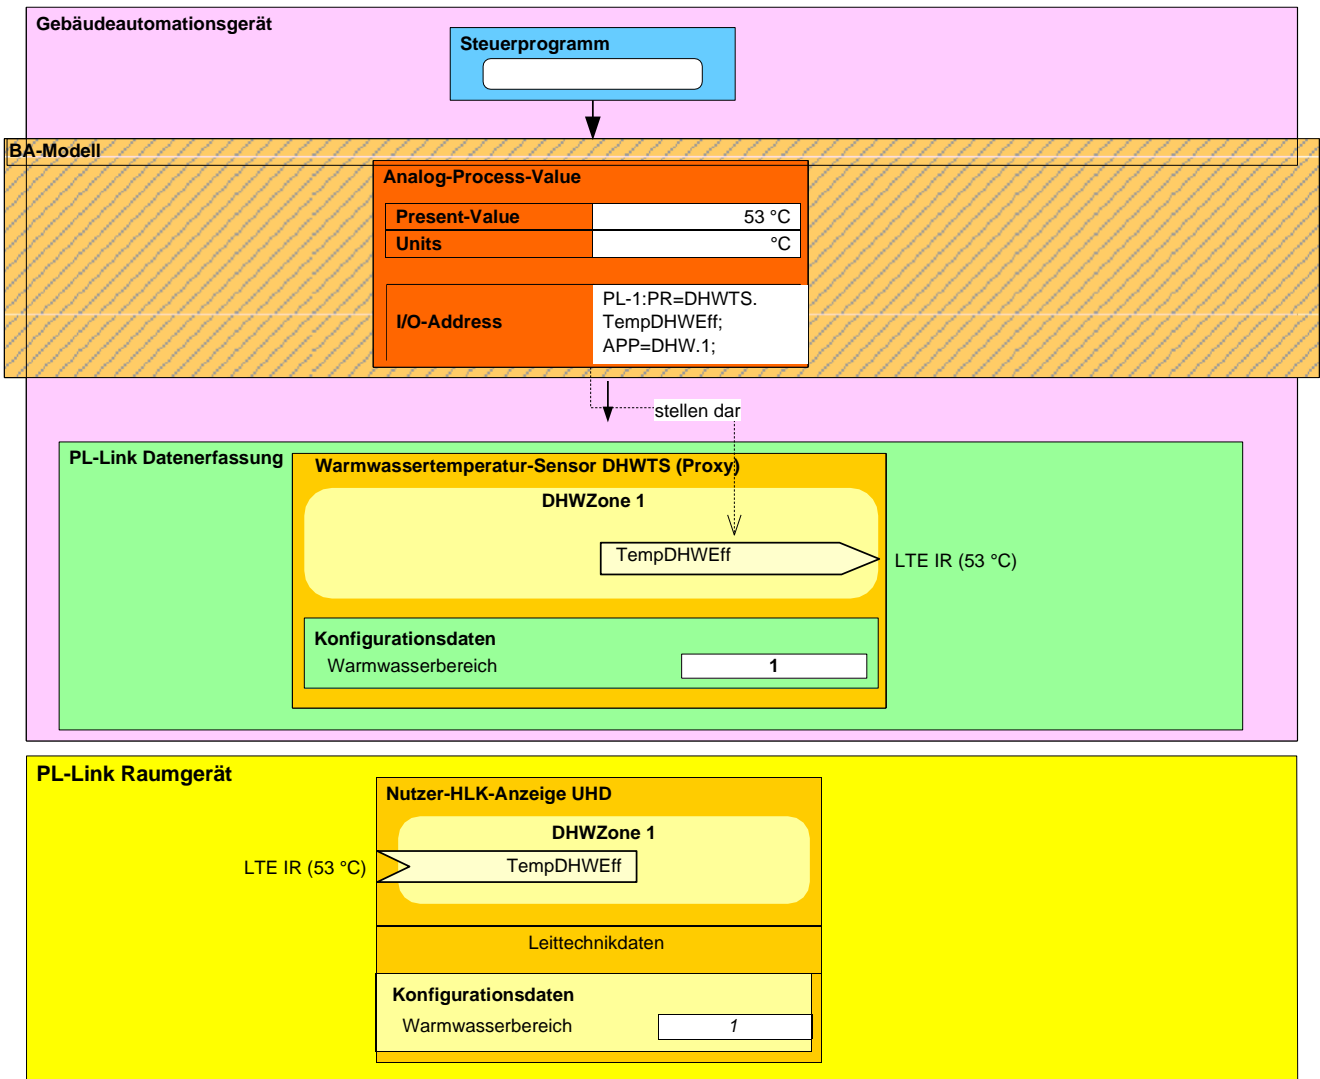 Gebäudeautomationsgerät
Steuerprogramm
BA-Modell
Analog-Process-Value
Present-Value 53 °C
Units °C
I/O-Address
PL-1:PR=DHWTS.
TempDHWEff;
APP=DHW.1;
stellen dar
PL-Link Datenerfassung
Warmwassertemperatur-Sensor DHWTS (Proxy)
DHWZone 1
TempDHWEff
LTE IR (53 °C)
Konfigurationsdaten
Warmwasserbereich 1
PL-Link Raumgerät
Nutzer-HLK-Anzeige UHD
DHWZone 1
LTE IR (53 °C)
TempDHWEff
Leittechnikdaten
Konfigurationsdaten
Warmwasserbereich 1